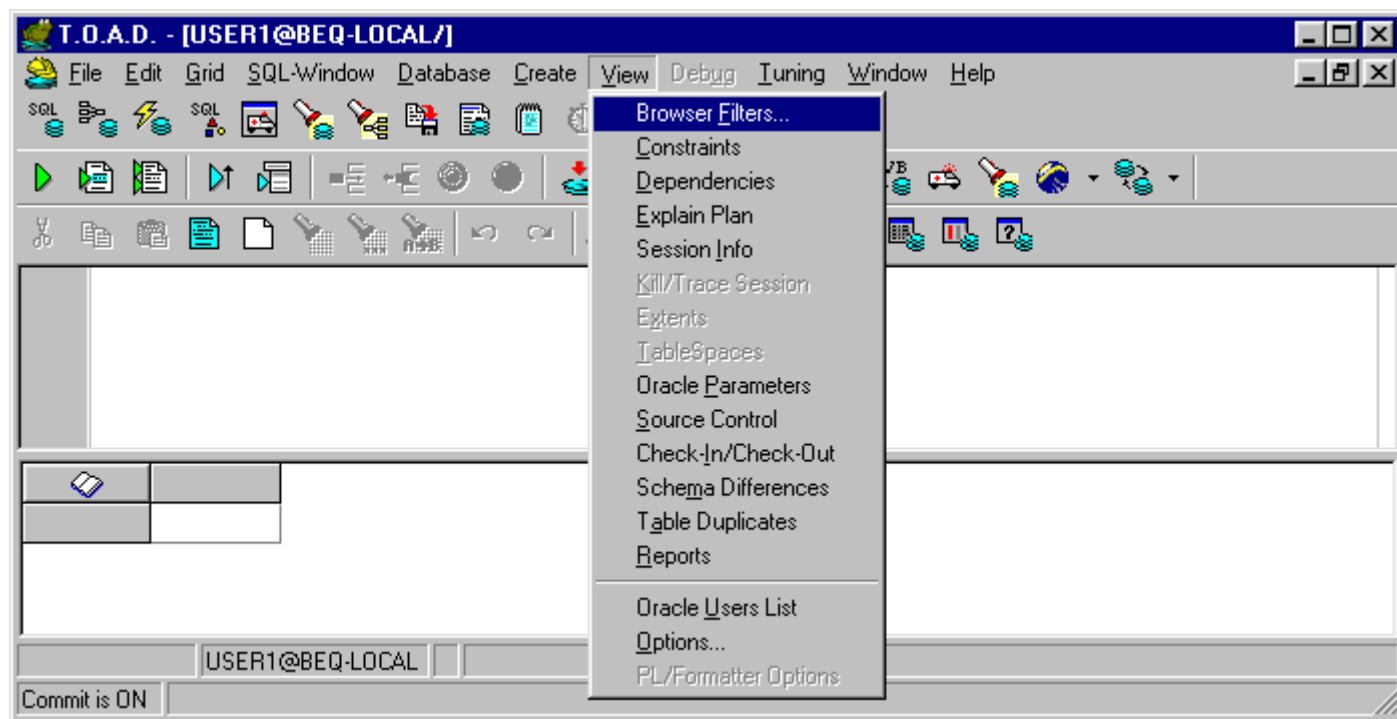 T.O.A.D. - [USER1@BEQ-LOCAL/]
File Edit Grid SQL-Window Database Create View Debug Tuning Window Help
SQL SQL
Browser Filters...
Constraints
Dependencies
Explain Plan
Session Info
Kill/Trace Session
Extents
TableSpaces
Oracle Parameters
Source Control
Check-In/Check-Out
Schema Differences
Table Duplicates
Reports
Oracle Users List
Options...
PL/Formatter Options
USER1@BEQ-LOCAL
Commit is ON